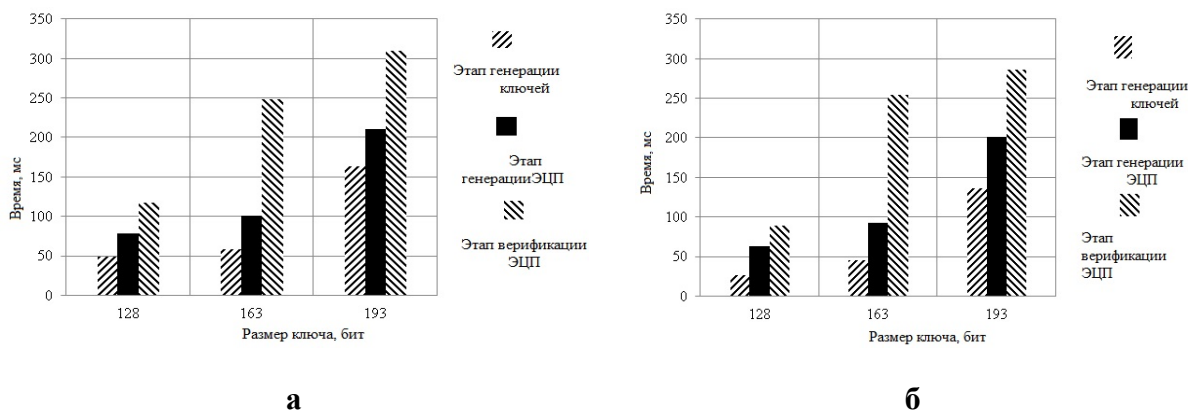 350
300
250
200
150
100
50
0
Время, мс
128
163
193
Размер ключа, бит
Этап генерации
ключей
Этап
генерацииЭЦП
Этап верификации
ЭЦП
а
350
300
250
200
150
100
50
0
Время, мс
128
163
193
Размер ключа, бит
Этап генерации
ключей
Этап генерации
ЭЦП
Этап
верификации
ЭЦП
б